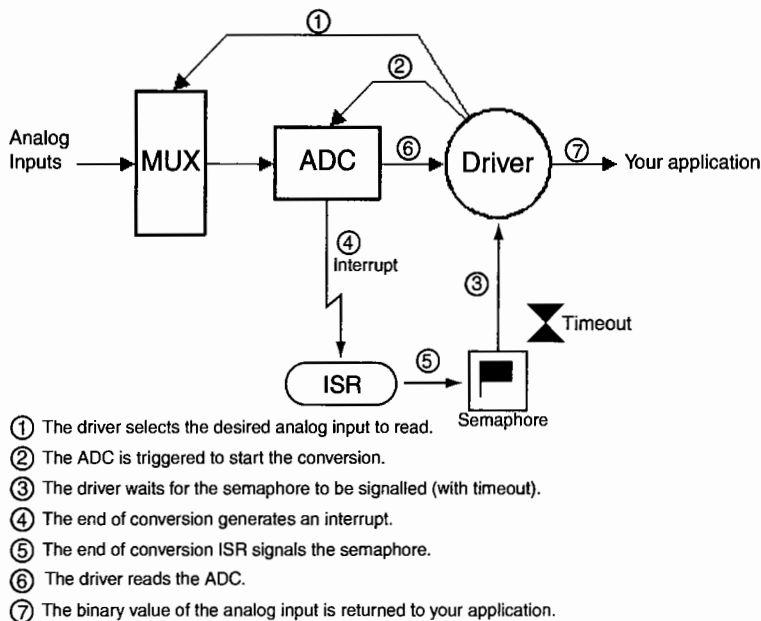 ①
②
Analog
Inputs
MUX
ADC
⑥
Driver
⑦
Your application
④
Interrupt
③
Timeout
ISR
⑤
Semaphore
① The driver selects the desired analog input to read.
② The ADC is triggered to start the conversion.
③ The driver waits for the semaphore to be signalled (with timeout).
④ The end of conversion generates an interrupt.
⑤ The end of conversion ISR signals the semaphore.
⑥ The driver reads the ADC.
⑦ The binary value of the analog input is returned to your application.